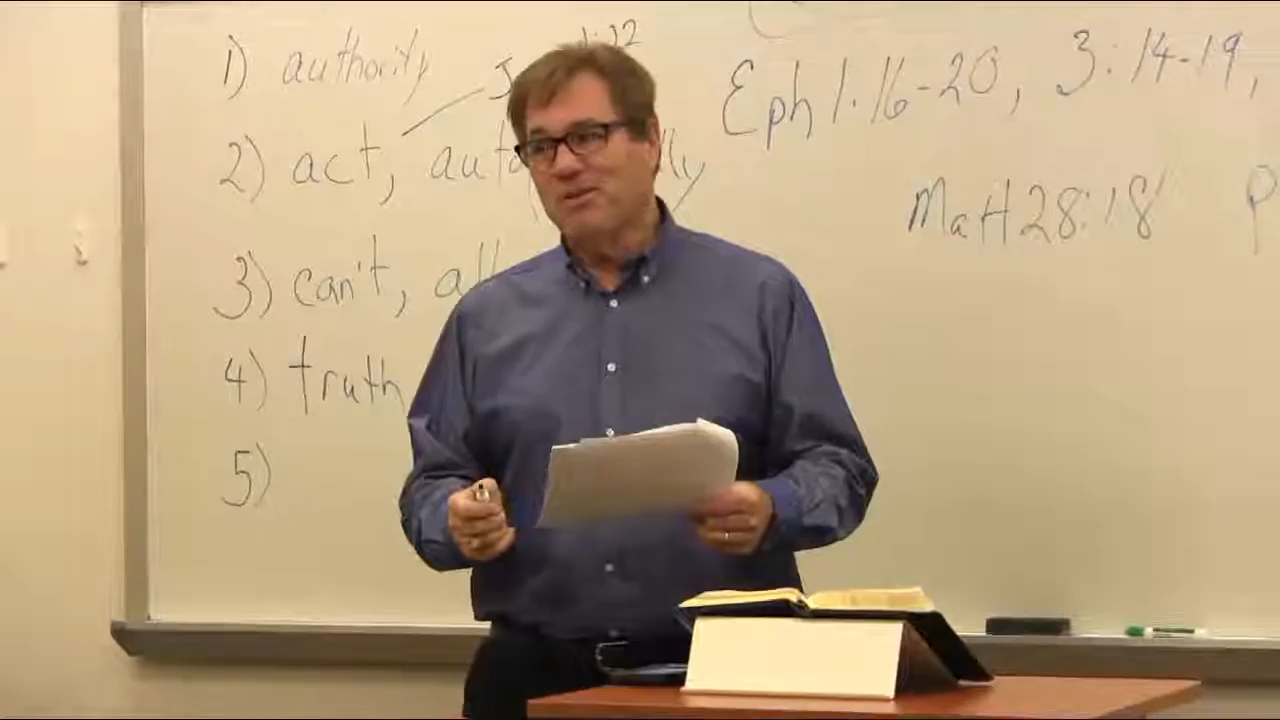 1) authority
2) act,
3) can't, all
4) truth
5)
Eph 1:16-20, 3:14-19,
Matt 28:18